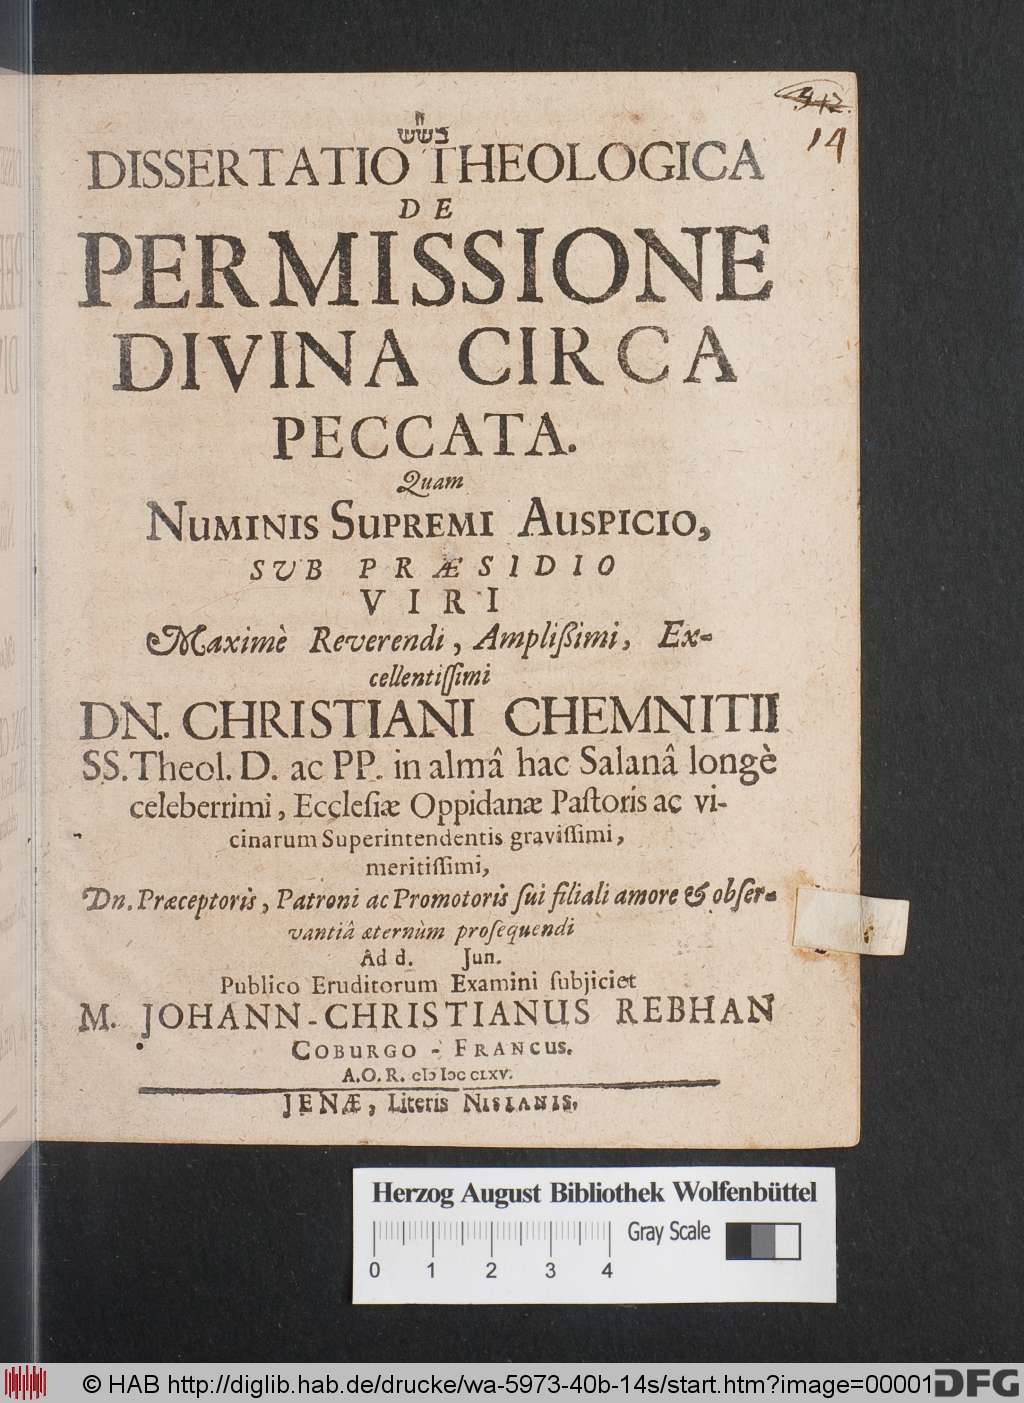 942.
14
בשש
DISSERTATIO THEOLOGICA
DE
PERMISSIONE
DIVINA CIRCA
PECCATA.
Quam
NUMINIS SUPREMI AUSPICIO,
SVB PRÆSIDIO
VIRI
Maximè Reverendi, Amplißimi, Ex-
cellentiſſimi
DN. CHRISTIANI CHEMNITII
SS. Theol. D. ac PP. in almâ hac Salanâ longè
celeberrimi, Eccleſiæ Oppidanæ Paſtoris ac vi-
cinarum Superintendentis graviſſimi,
meritiſſimi,
Dn. Præceptoris, Patroni ac Promotoris ſui filiali amore & obſer-
vantiâ æternùm proſequendi
Ad d. Jun.
Publico Eruditorum Examini ſubjiciet
M. JOHANN-CHRISTIANUS REBHAN
COBURGO-FRANCUS.
A.O.R. cIↄ Iↄc CLXV.
JENÆ, Literis NISIANIS.
Herzog August Bibliothek Wolfenbüttel
Gray Scale
0 1 2 3 4
© HAB http://diglib.hab.de/drucke/wa-5973-40b-14s/start.htm?image=00001
DFG